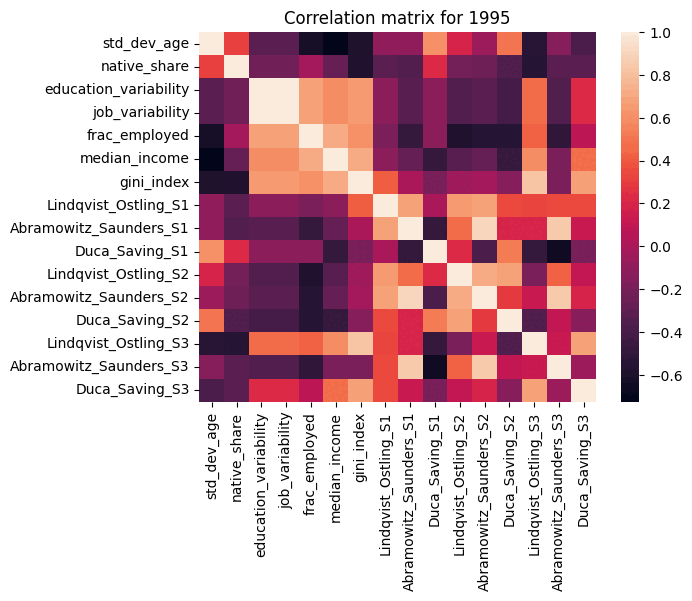 Correlation matrix for 1995
std_dev_age
native_share
education_variability
job_variability
frac_employed
median_income
gini_index
Lindqvist_Ostling_S1
Abramowitz_Saunders_S1
Duca_Saving_S1
Lindqvist_Ostling_S2
Abramowitz_Saunders_S2
Duca_Saving_S2
Lindqvist_Ostling_S3
Abramowitz_Saunders_S3
Duca_Saving_S3
std_dev_age
native_share
education_variability
job_variability
frac_employed
median_income
gini_index
Lindqvist_Ostling_S1
Abramowitz_Saunders_S1
Duca_Saving_S1
Lindqvist_Ostling_S2
Abramowitz_Saunders_S2
Duca_Saving_S2
Lindqvist_Ostling_S3
Abramowitz_Saunders_S3
Duca_Saving_S3
1.0
0.8
0.6
0.4
0.2
0.0
−0.2
−0.4
−0.6